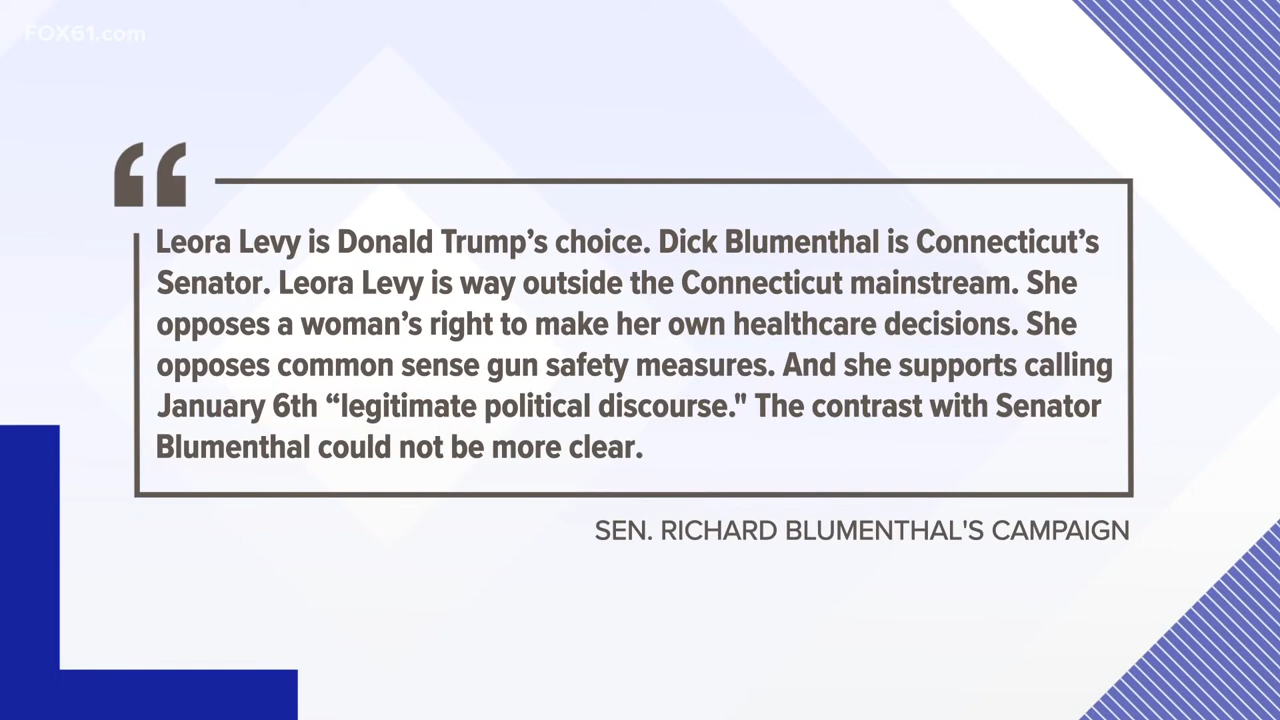 FOX61.com
“
Leora Levy is Donald Trump’s choice. Dick Blumenthal is Connecticut’s
Senator. Leora Levy is way outside the Connecticut mainstream. She
opposes a woman’s right to make her own healthcare decisions. She
opposes common sense gun safety measures. And she supports calling
January 6th “legitimate political discourse." The contrast with Senator
Blumenthal could not be more clear.
SEN. RICHARD BLUMENTHAL'S CAMPAIGN